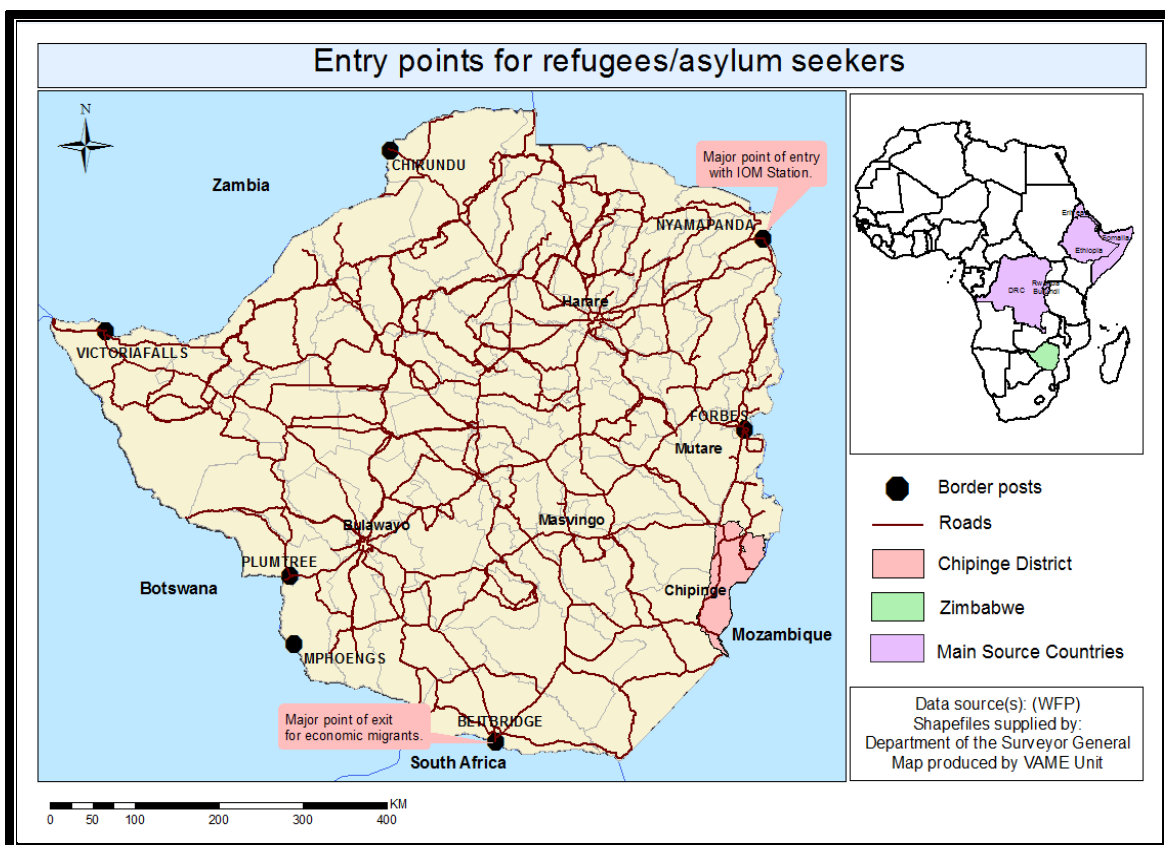 Entry points for refugees/asylum seekers
N
CHIRUNDU
Zambia
Major point of entry
with IOM Station.
NYAMAPANDA
Harare
VICTORIAFALLS
FORBES
Mutare
Bulawayo
Masvingo
PLUMTREE
Botswana
Chipinge
Mozambique
MPHOENGS
Major point of exit
for economic migrants.
BEITBRIDGE
South Africa
KM
0 50 100 200 300 400
Somalia
Ethiopia
DRC
Burundi
Border posts
Roads
Chipinge District
Zimbabwe
Main Source Countries
Data source(s): (WFP)
Shapefiles supplied by:
Department of the Surveyor General
Map produced by VAME Unit